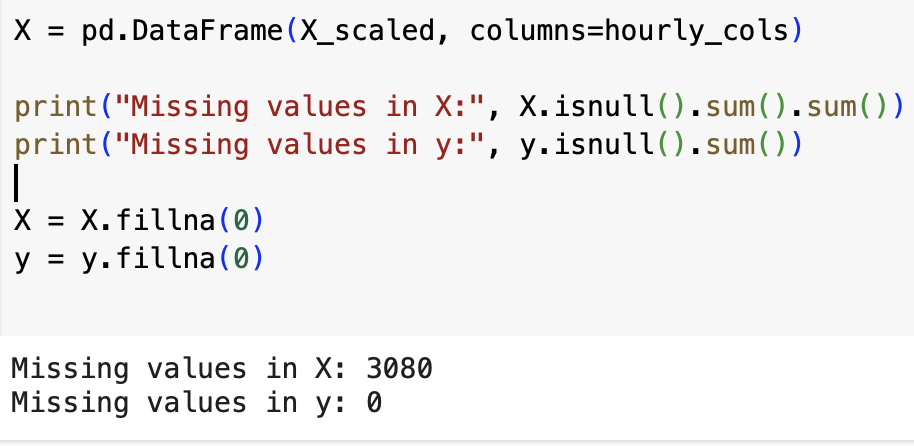 X = pd.DataFrame(X_scaled, columns=hourly_cols)
print("Missing values in X:", X.isnull().sum().sum())
print("Missing values in y:", y.isnull().sum())
X = X.fillna(0)
y = y.fillna(0)
Missing values in X: 3080
Missing values in y: 0